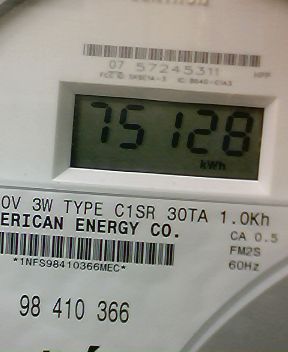 07 57245311
HPP
75128
kWh
0V 3W TYPE C1SR 30TA 1.0Kh
ERICAN ENERGY CO.
CA 0.5
FM2S
60Hz
*1NFS98410366MEC*
98 410 366